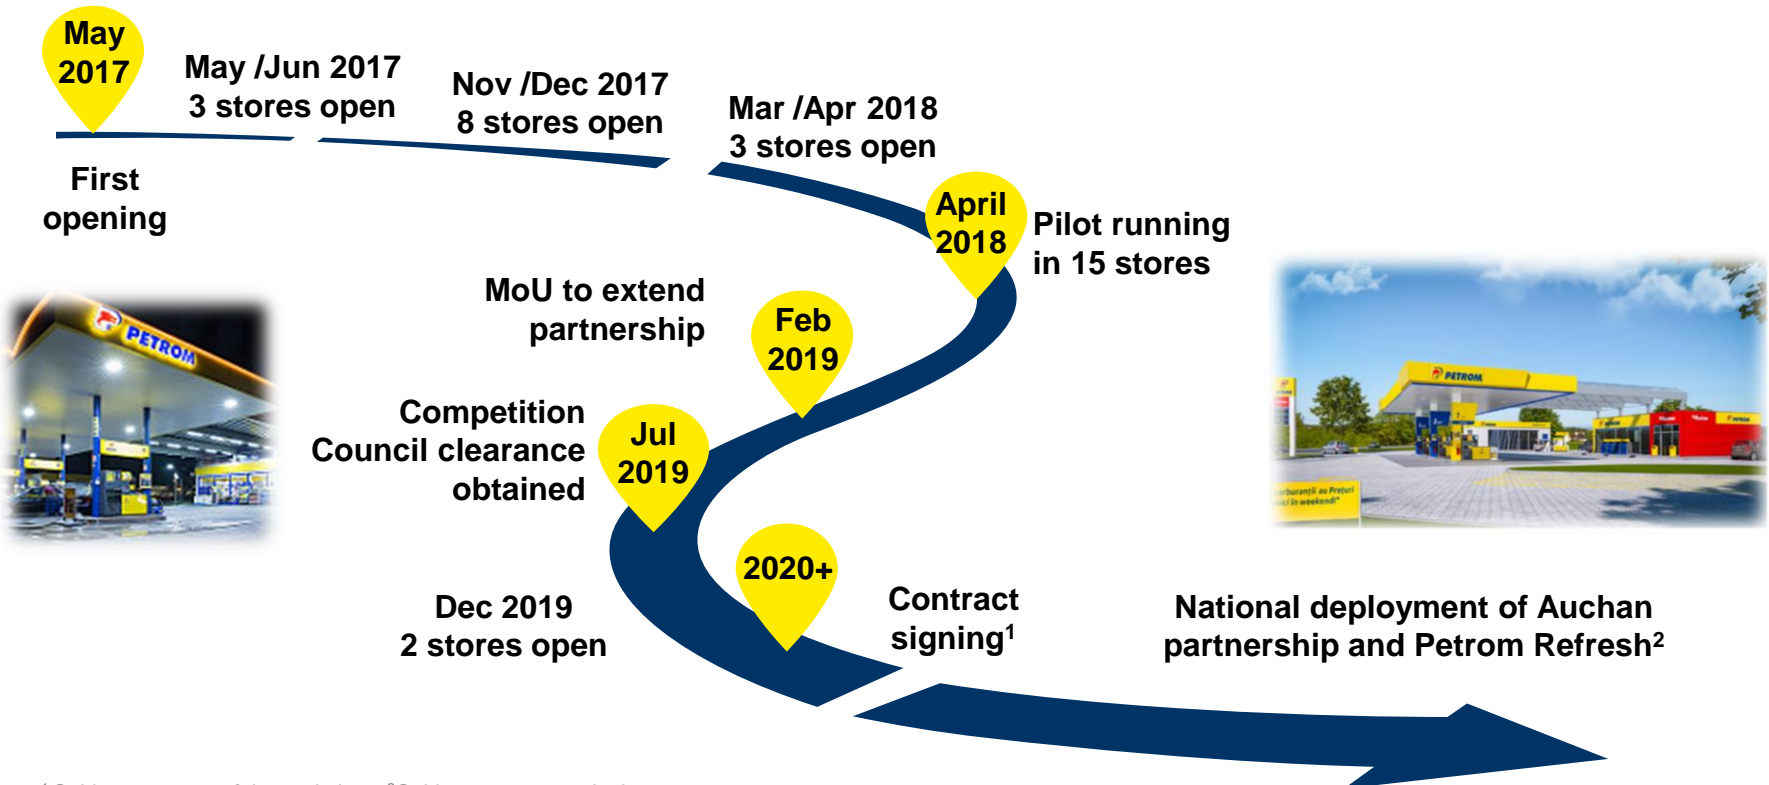 May
2017
May /Jun 2017
3 stores open
Nov /Dec 2017
8 stores open
Mar /Apr 2018
3 stores open
First
opening
April
2018
Pilot running
in 15 stores
MoU to extend
partnership
Feb
2019
PETROM
PETROM
Competition
Council clearance
obtained
Jul
2019
2020+
Dec 2019
2 stores open
Contract
signing¹
National deployment of Auchan
partnership and Petrom Refresh²